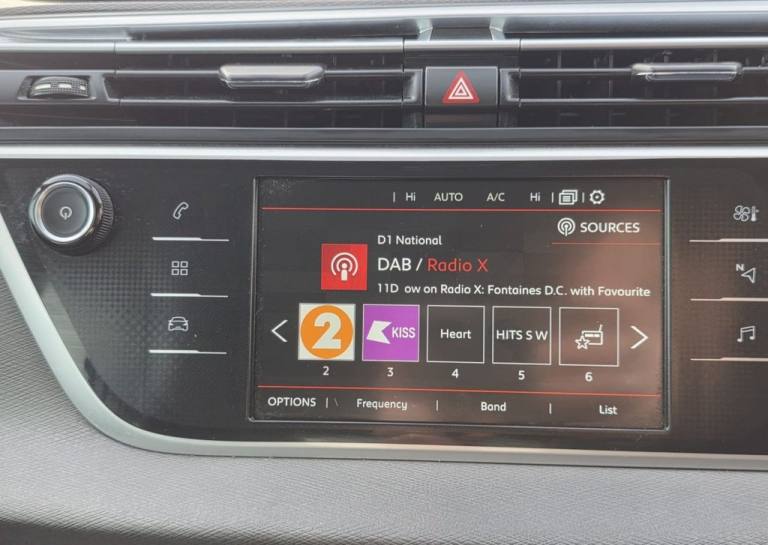 Hi AUTO A/C Hi
SOURCES
D1 National
DAB / Radio X
11D ow on Radio X: Fontaines D.C. with Favourite
2 KISS Heart HITS S W
2 3 4 5 6
OPTIONS Frequency Band List
N